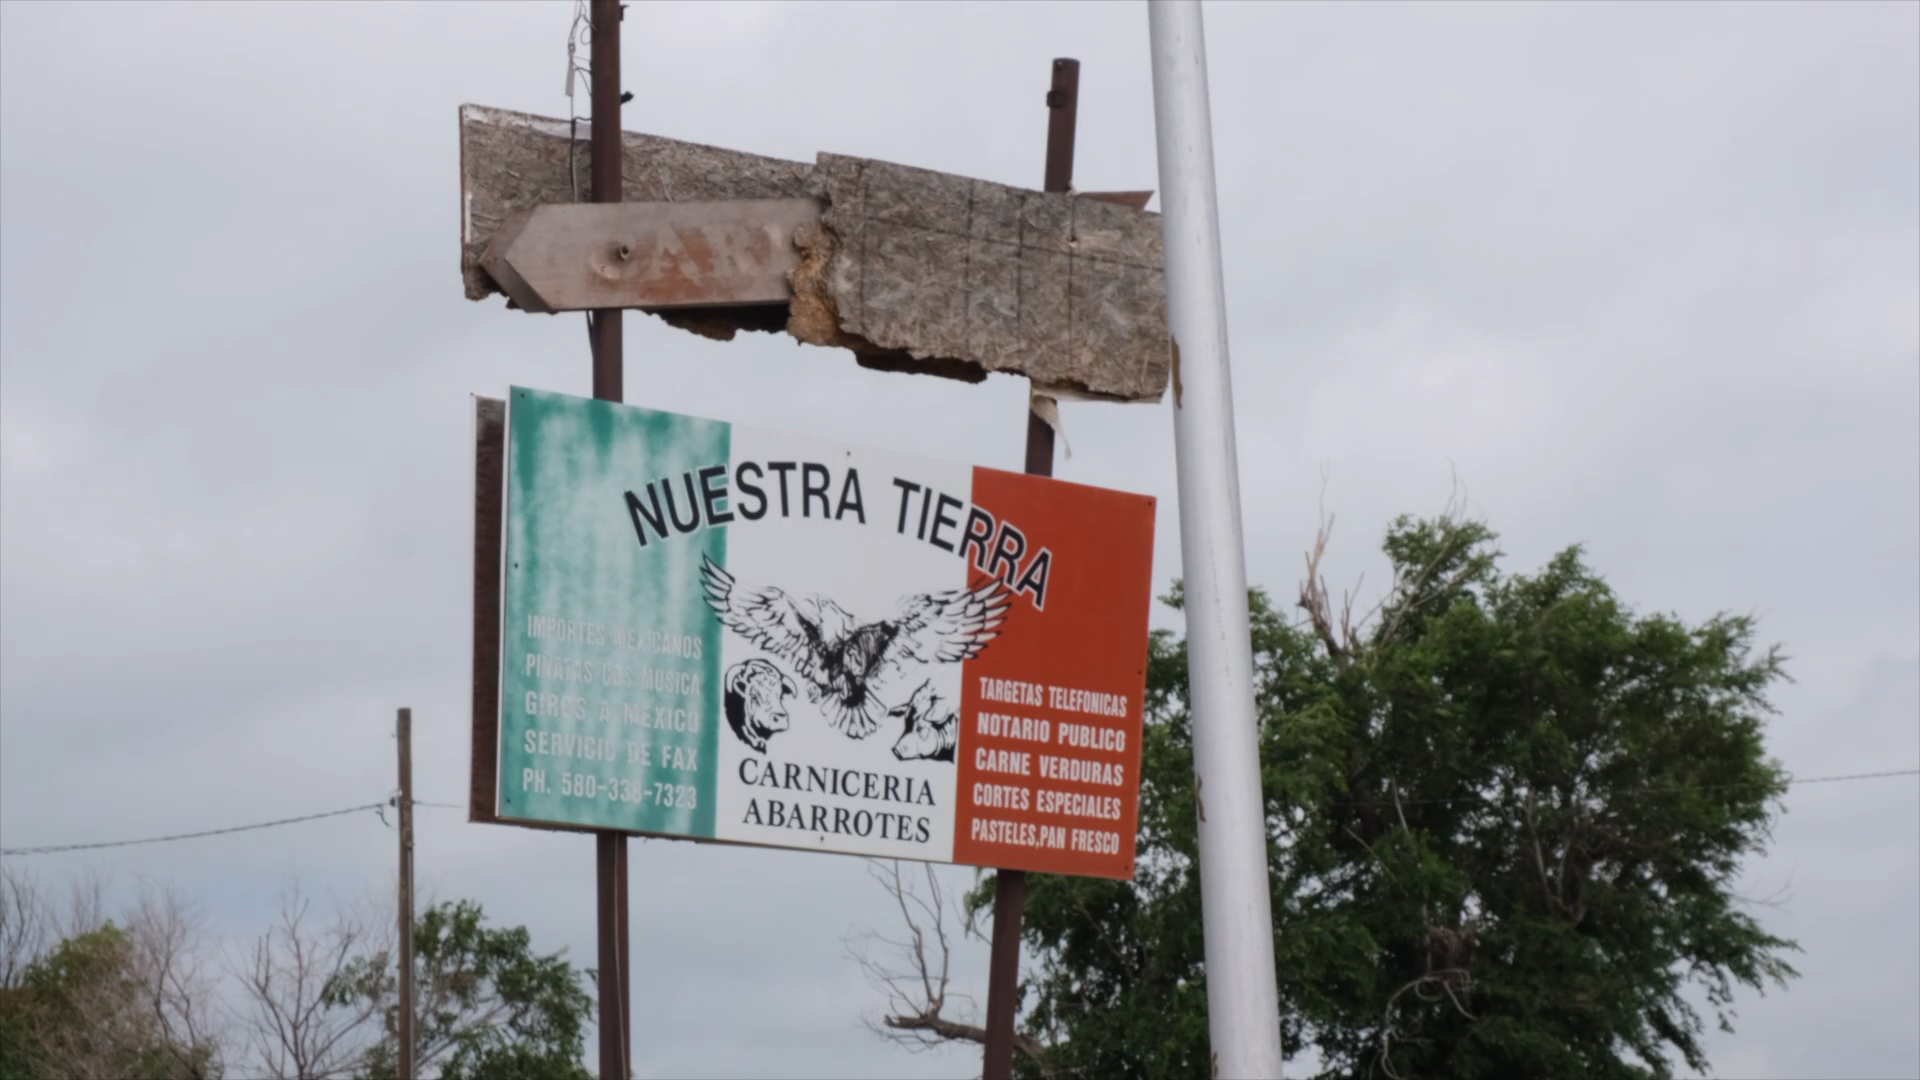 NUESTRA TIERRA
IMPORTES MEXICANOS
PINATAS CDS MUSICA
GIROS A MEXICO
SERVICIO DE FAX
PH. 580-338-7323
CARNICERIA
ABARROTES
TARGETAS TELEFONICAS
NOTARIO PUBLICO
CARNE VERDURAS
CORTES ESPECIALES
PASTELES,PAN FRESCO